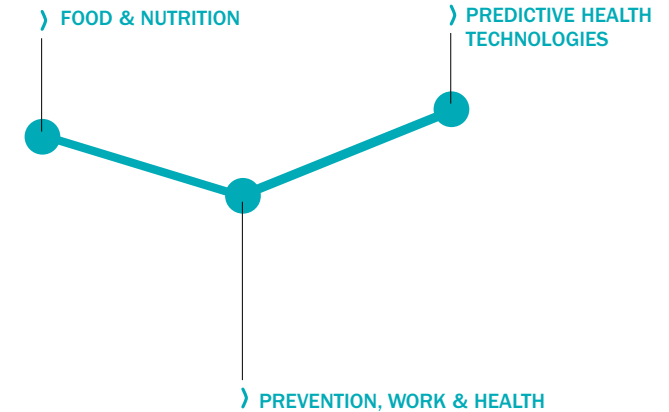 ❭ FOOD & NUTRITION
❭ PREDICTIVE HEALTH
TECHNOLOGIES
❭ PREVENTION, WORK & HEALTH